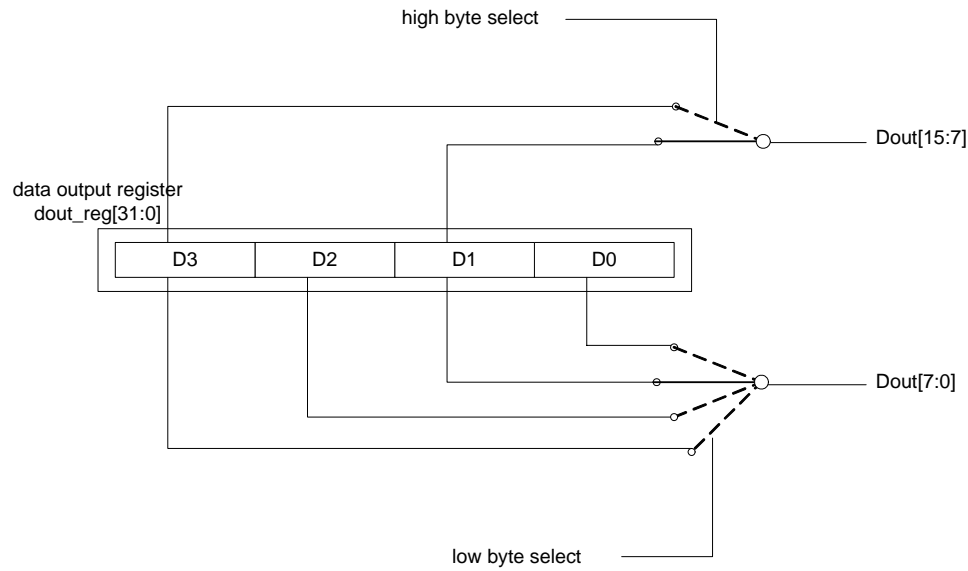 high byte select
Dout[15:7]
data output register
dout_reg[31:0]
D3 D2 D1 D0
Dout[7:0]
low byte select